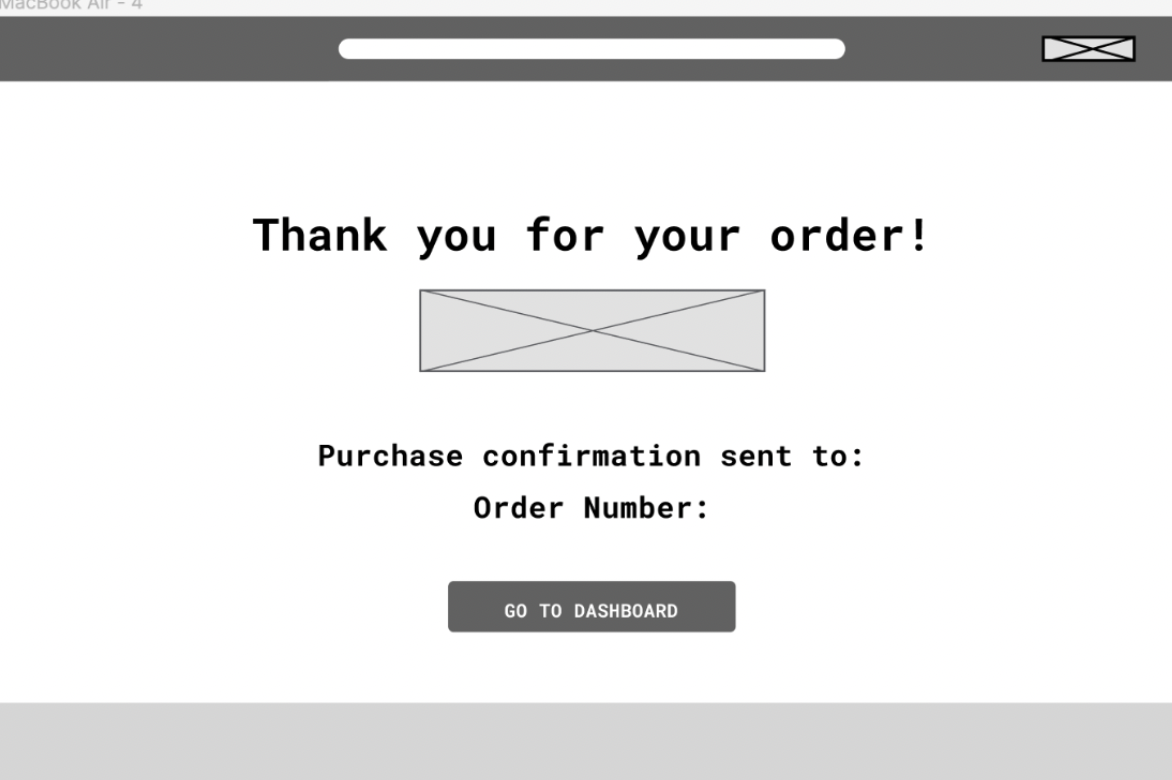 MacBook Air - 4
Thank you for your order!
Purchase confirmation sent to:
Order Number:
GO TO DASHBOARD